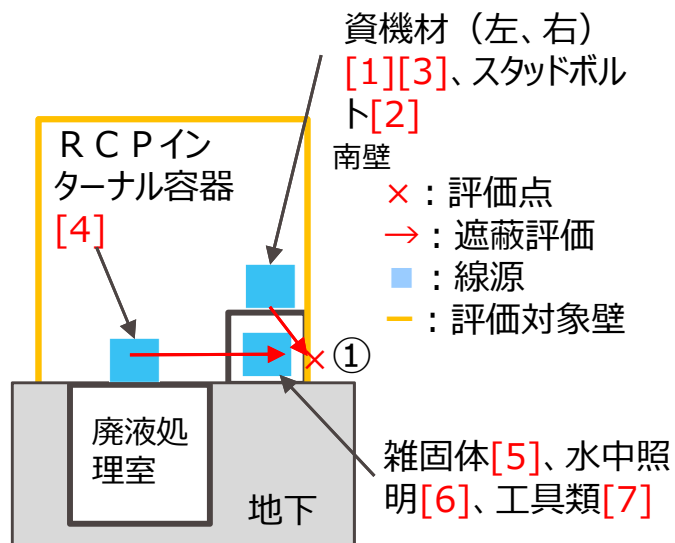 資機材（左、右）
[1][3]、スタッドボル
ト[2]
ＲＣＰイン
ターナル容器
[4]
南壁
×：評価点
→：遮蔽評価
■：線源
ー：評価対象壁
①
廃液処
理室
地下
雑固体[5]、水中照
明[6]、工具類[7]